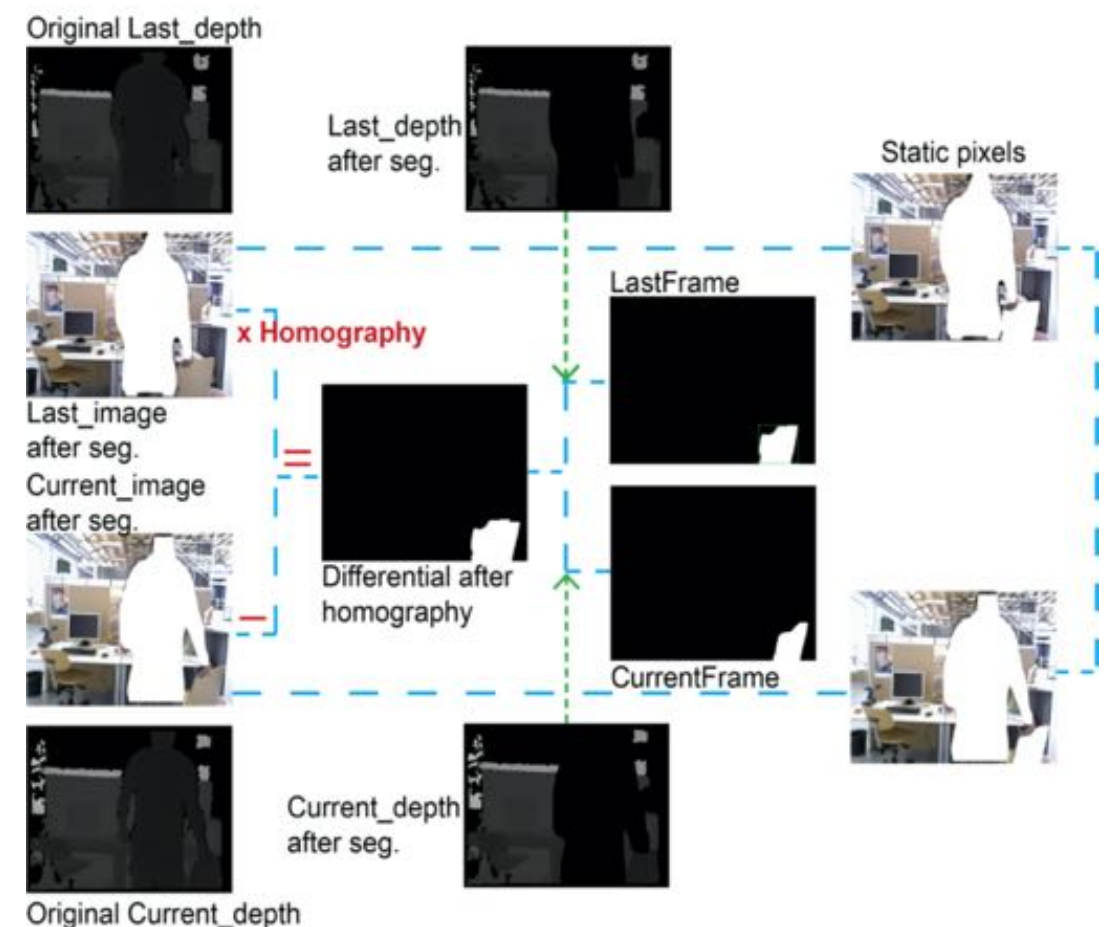 Original Last_depth
Last_depth
after seg.
Static pixels
LastFrame
x Homography
Last_image
after seg.
=
Current_image
after seg.
–
Differential after
homography
CurrentFrame
Current_depth
after seg.
Original Current_depth